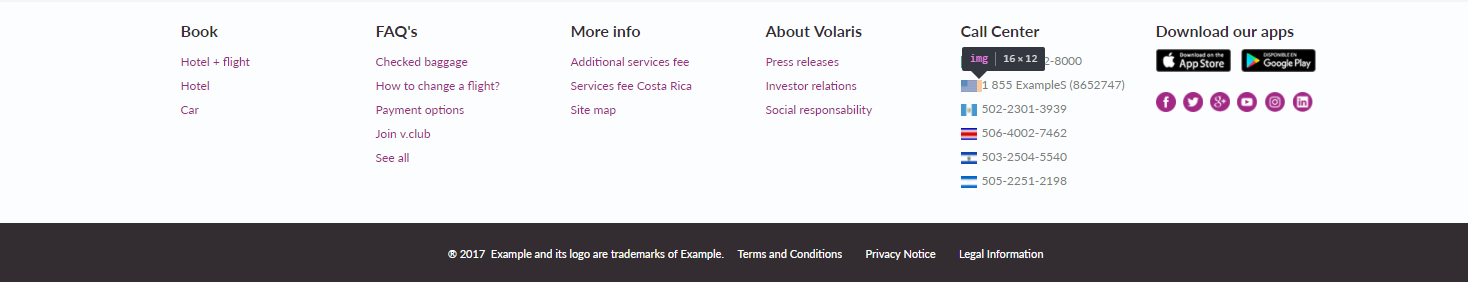 Book
Hotel + flight
Hotel
Car
FAQ's
Checked baggage
How to change a flight?
Payment options
Join v.club
See all
More info
Additional services fee
Services fee Costa Rica
Site map
About Volaris
Press releases
Investor relations
Social responsability
Call Center
img 16 × 12
2-8000
1 855 ExampleS (8652747)
502-2301-3939
506-4002-7462
503-2504-5540
505-2251-2198
Download our apps
Download on the
App Store
DISPONIBLE EN
Google Play
® 2017 Example and its logo are trademarks of Example. Terms and Conditions Privacy Notice Legal Information